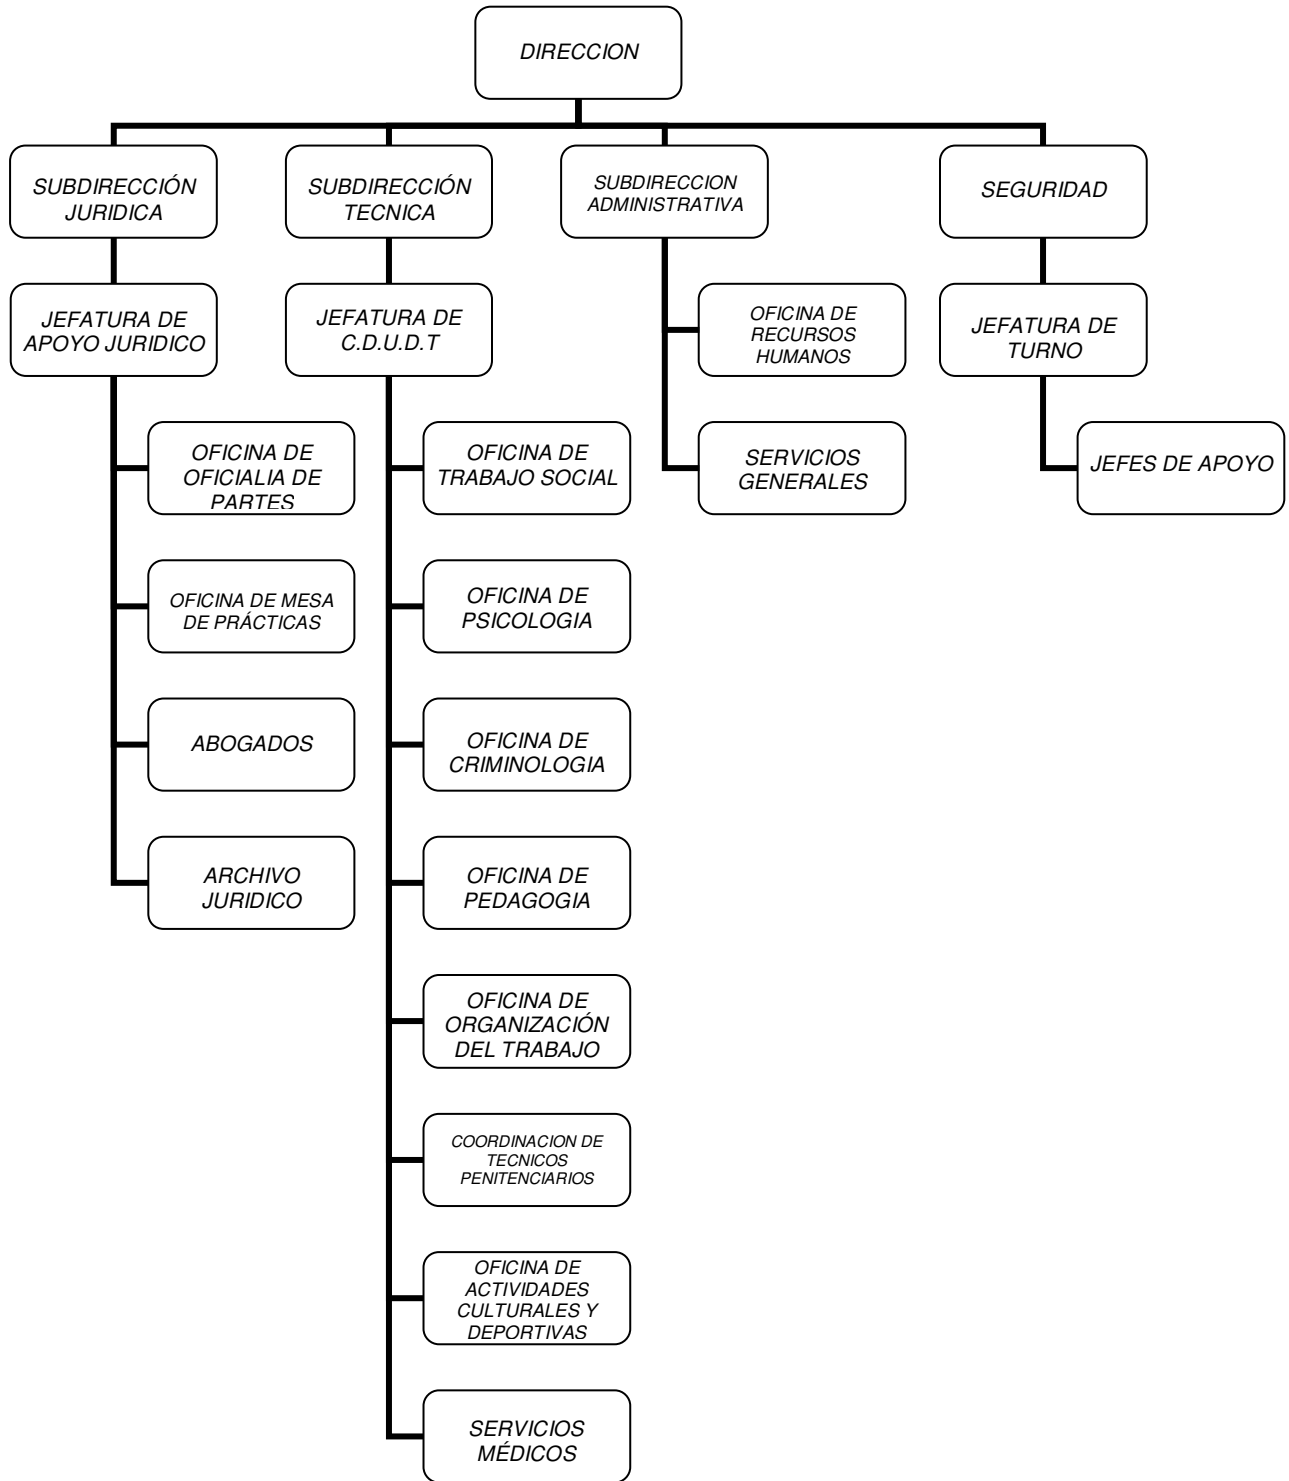 DIRECCION
SUBDIRECCIÓN
JURIDICA
SUBDIRECCIÓN
TECNICA
SUBDIRECCION
ADMINISTRATIVA
SEGURIDAD
JEFATURA DE
APOYO JURIDICO
JEFATURA DE
C.D.U.D.T
OFICINA DE
RECURSOS
HUMANOS
JEFATURA DE
TURNO
OFICINA DE
OFICIALIA DE
PARTES
OFICINA DE
TRABAJO SOCIAL
SERVICIOS
GENERALES
JEFES DE APOYO
OFICINA DE MESA
DE PRÁCTICAS
OFICINA DE
PSICOLOGIA
ABOGADOS
OFICINA DE
CRIMINOLOGIA
ARCHIVO
JURIDICO
OFICINA DE
PEDAGOGIA
OFICINA DE
ORGANIZACIÓN
DEL TRABAJO
COORDINACION DE
TECNICOS
PENITENCIARIOS
OFICINA DE
ACTIVIDADES
CULTURALES Y
DEPORTIVAS
SERVICIOS
MÉDICOS